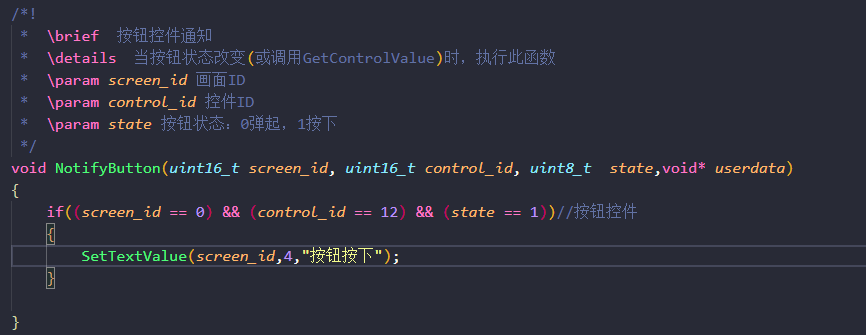 /*!
 *  \brief  按钮控件通知
 *  \details  当按钮状态改变(或调用GetControlValue)时，执行此函数
 *  \param screen_id 画面ID
 *  \param control_id 控件ID
 *  \param state 按钮状态：0弹起，1按下
 */
void NotifyButton(uint16_t screen_id, uint16_t control_id, uint8_t  state,void* userdata)
{
    if((screen_id == 0) && (control_id == 12) && (state == 1))//按钮控件
    {
        SetTextValue(screen_id,4,"按钮按下");
    }
}